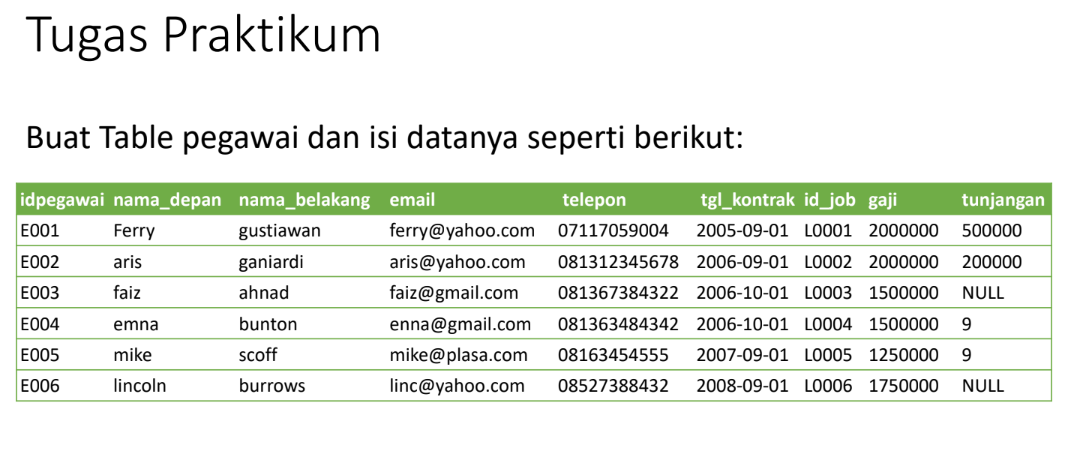 Tugas Praktikum
Buat Table pegawai dan isi datanya seperti berikut:
idpegawai nama_depan nama_belakang email telepon tgl_kontrak id_job gaji tunjangan
E001 Ferry gustiawan ferry@yahoo.com 07117059004 2005-09-01 L0001 2000000 500000
E002 aris ganiardi aris@yahoo.com 081312345678 2006-09-01 L0002 2000000 200000
E003 faiz ahnad faiz@gmail.com 081367384322 2006-10-01 L0003 1500000 NULL
E004 emna bunton enna@gmail.com 081363484342 2006-10-01 L0004 1500000 9
E005 mike scoff mike@plasa.com 08163454555 2007-09-01 L0005 1250000 9
E006 lincoln burrows linc@yahoo.com 08527388432 2008-09-01 L0006 1750000 NULL